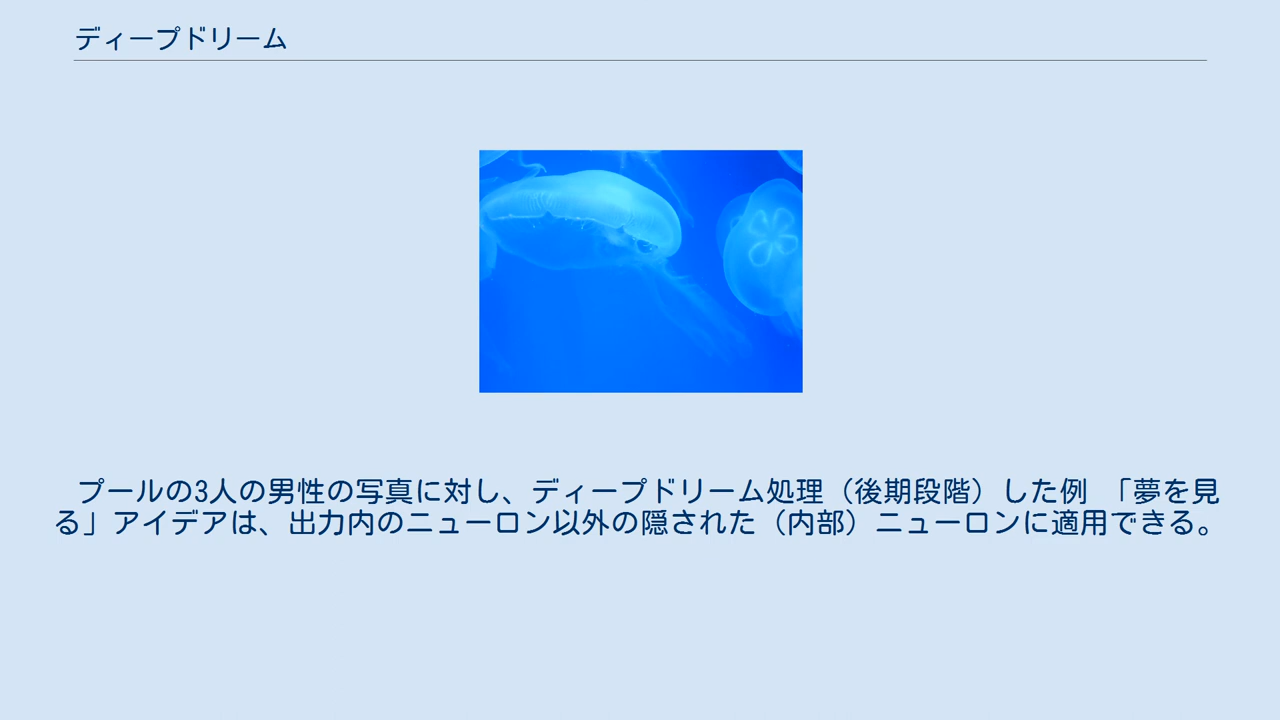 ディープドリーム
プールの3人の男性の写真に対し、ディープドリーム処理（後期段階）した例　「夢を見
る」アイデアは、出力内のニューロン以外の隠された（内部）ニューロンに適用できる。